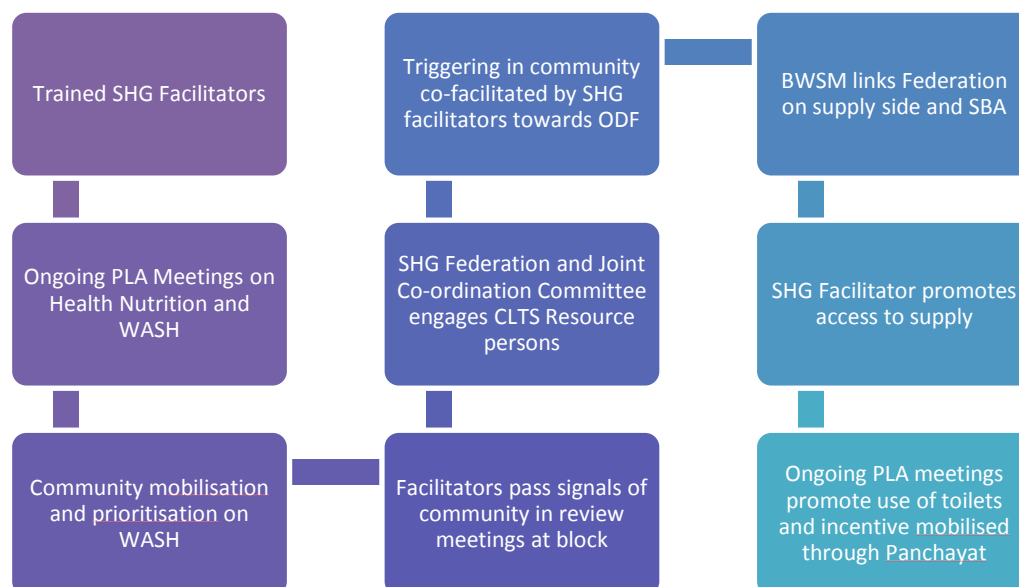 Trained SHG Facilitators
Ongoing PLA Meetings on
Health Nutrition and
WASH
Community mobilisation
and prioritisation on
WASH
Facilitators pass signals of
community in review
meetings at block
SHG Federation and Joint
Co-ordination Committee
engages CLTS Resource
persons
Triggering in community
co-facilitated by SHG
facilitators towards ODF
BWSM links Federation
on supply side and SBA
SHG Facilitator promotes
access to supply
Ongoing PLA meetings
promote use of toilets
and incentive mobilised
through Panchayat